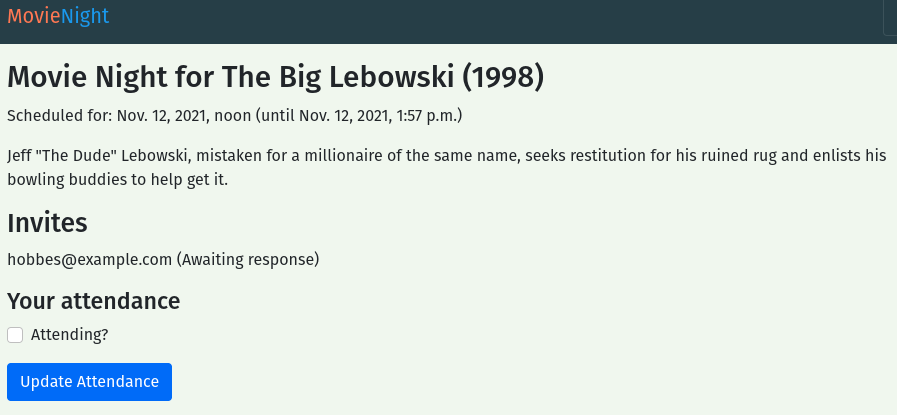 MovieNight
Movie Night for The Big Lebowski (1998)
Scheduled for: Nov. 12, 2021, noon (until Nov. 12, 2021, 1:57 p.m.)
Jeff "The Dude" Lebowski, mistaken for a millionaire of the same name, seeks restitution for his ruined rug and enlists his
bowling buddies to help get it.
Invites
hobbes@example.com (Awaiting response)
Your attendance
Attending?
Update Attendance